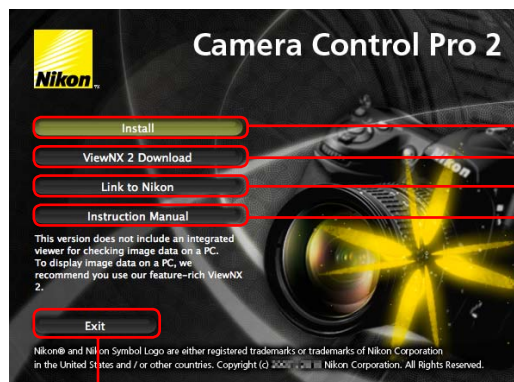 Nikon
Camera Control Pro 2
Install
ViewNX 2 Download
Link to Nikon
Instruction Manual
This version does not include an integrated
viewer for checking image data on a PC.
To display image data on a PC, we
recommend you use our feature-rich ViewNX
2.
Exit
Nikon® and Nikon Symbol Logo are either registered trademarks or trademarks of Nikon Corporation
in the United States and / or other countries. Copyright (c) Nikon Corporation. All Rights Reserved.